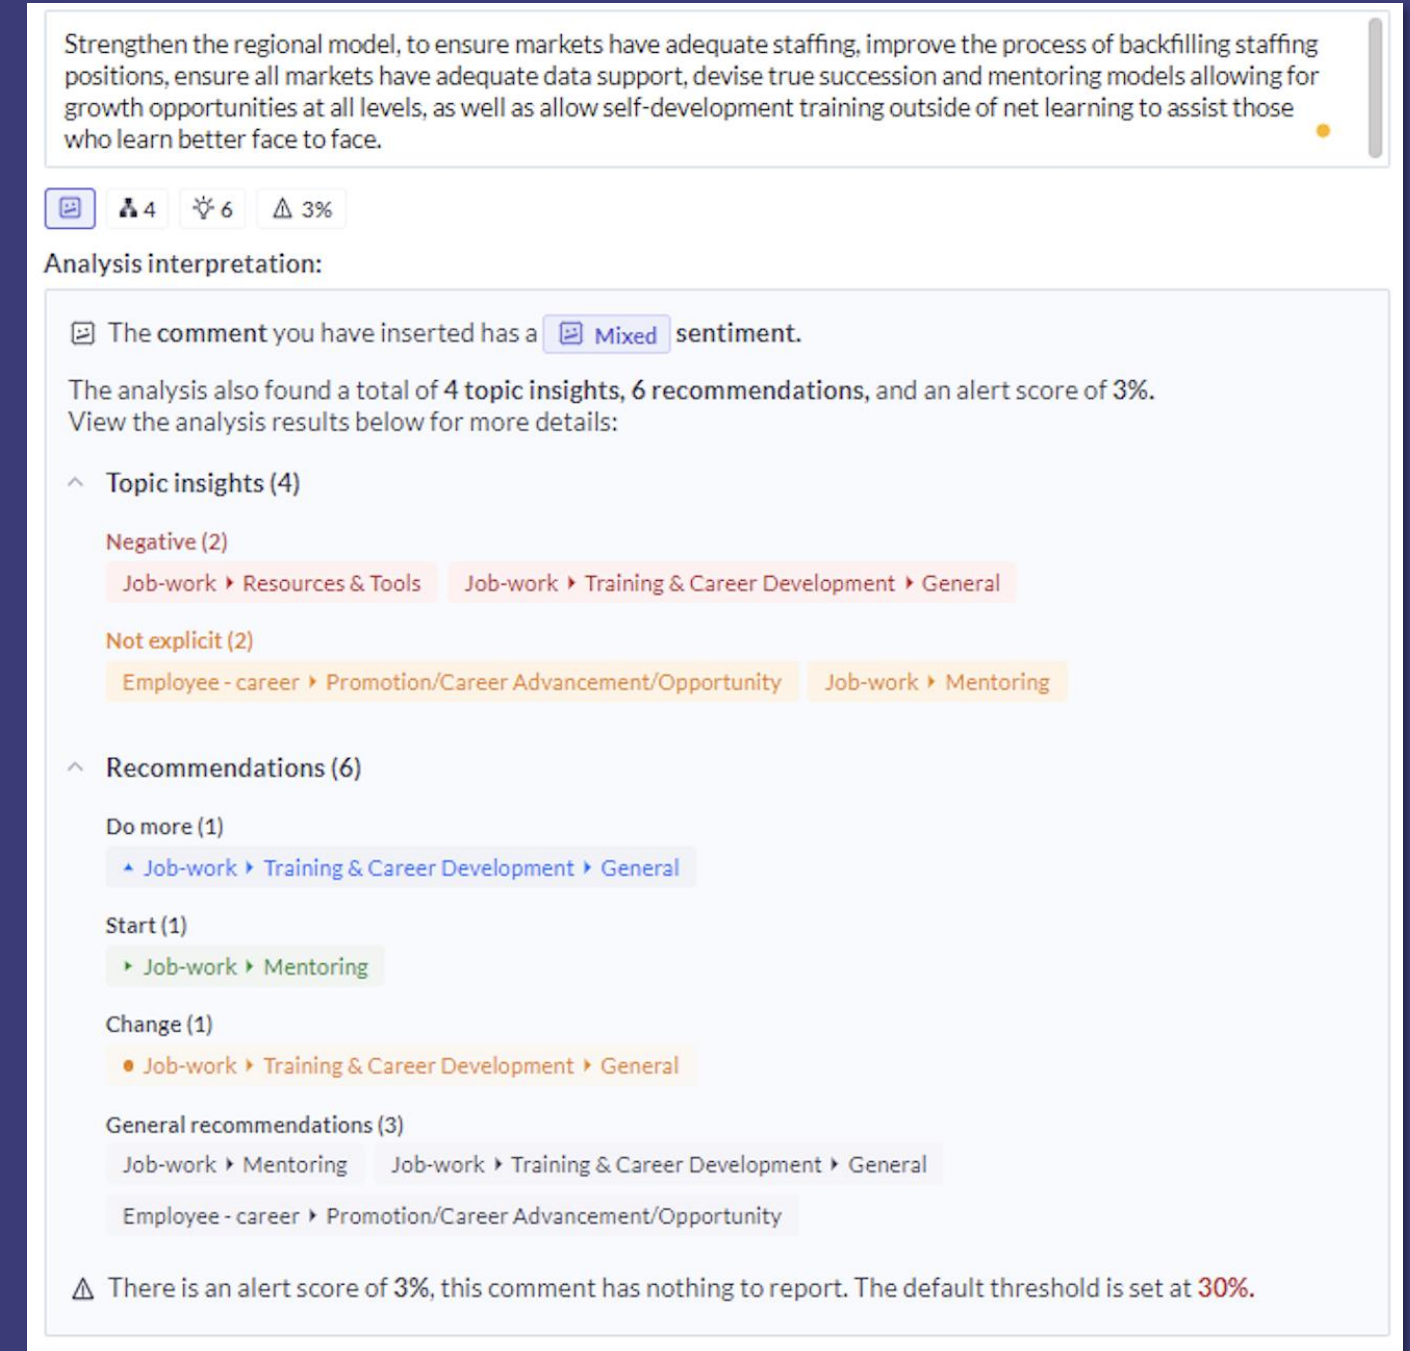 Strengthen the regional model, to ensure markets have adequate staffing, improve the process of backfilling staffing
positions, ensure all markets have adequate data support, devise true succession and mentoring models allowing for
growth opportunities at all levels, as well as allow self-development training outside of net learning to assist those
who learn better face to face.
4 6 3%
Analysis interpretation:
The comment you have inserted has a Mixed sentiment.
The analysis also found a total of 4 topic insights, 6 recommendations, and an alert score of 3%.
View the analysis results below for more details:
Topic insights (4)
Negative (2)
Job-work ▸ Resources & Tools Job-work ▸ Training & Career Development ▸ General
Not explicit (2)
Employee - career ▸ Promotion/Career Advancement/Opportunity Job-work ▸ Mentoring
Recommendations (6)
Do more (1)
Job-work ▸ Training & Career Development ▸ General
Start (1)
Job-work ▸ Mentoring
Change (1)
Job-work ▸ Training & Career Development ▸ General
General recommendations (3)
Job-work ▸ Mentoring Job-work ▸ Training & Career Development ▸ General
Employee - career ▸ Promotion/Career Advancement/Opportunity
There is an alert score of 3%, this comment has nothing to report. The default threshold is set at 30%.